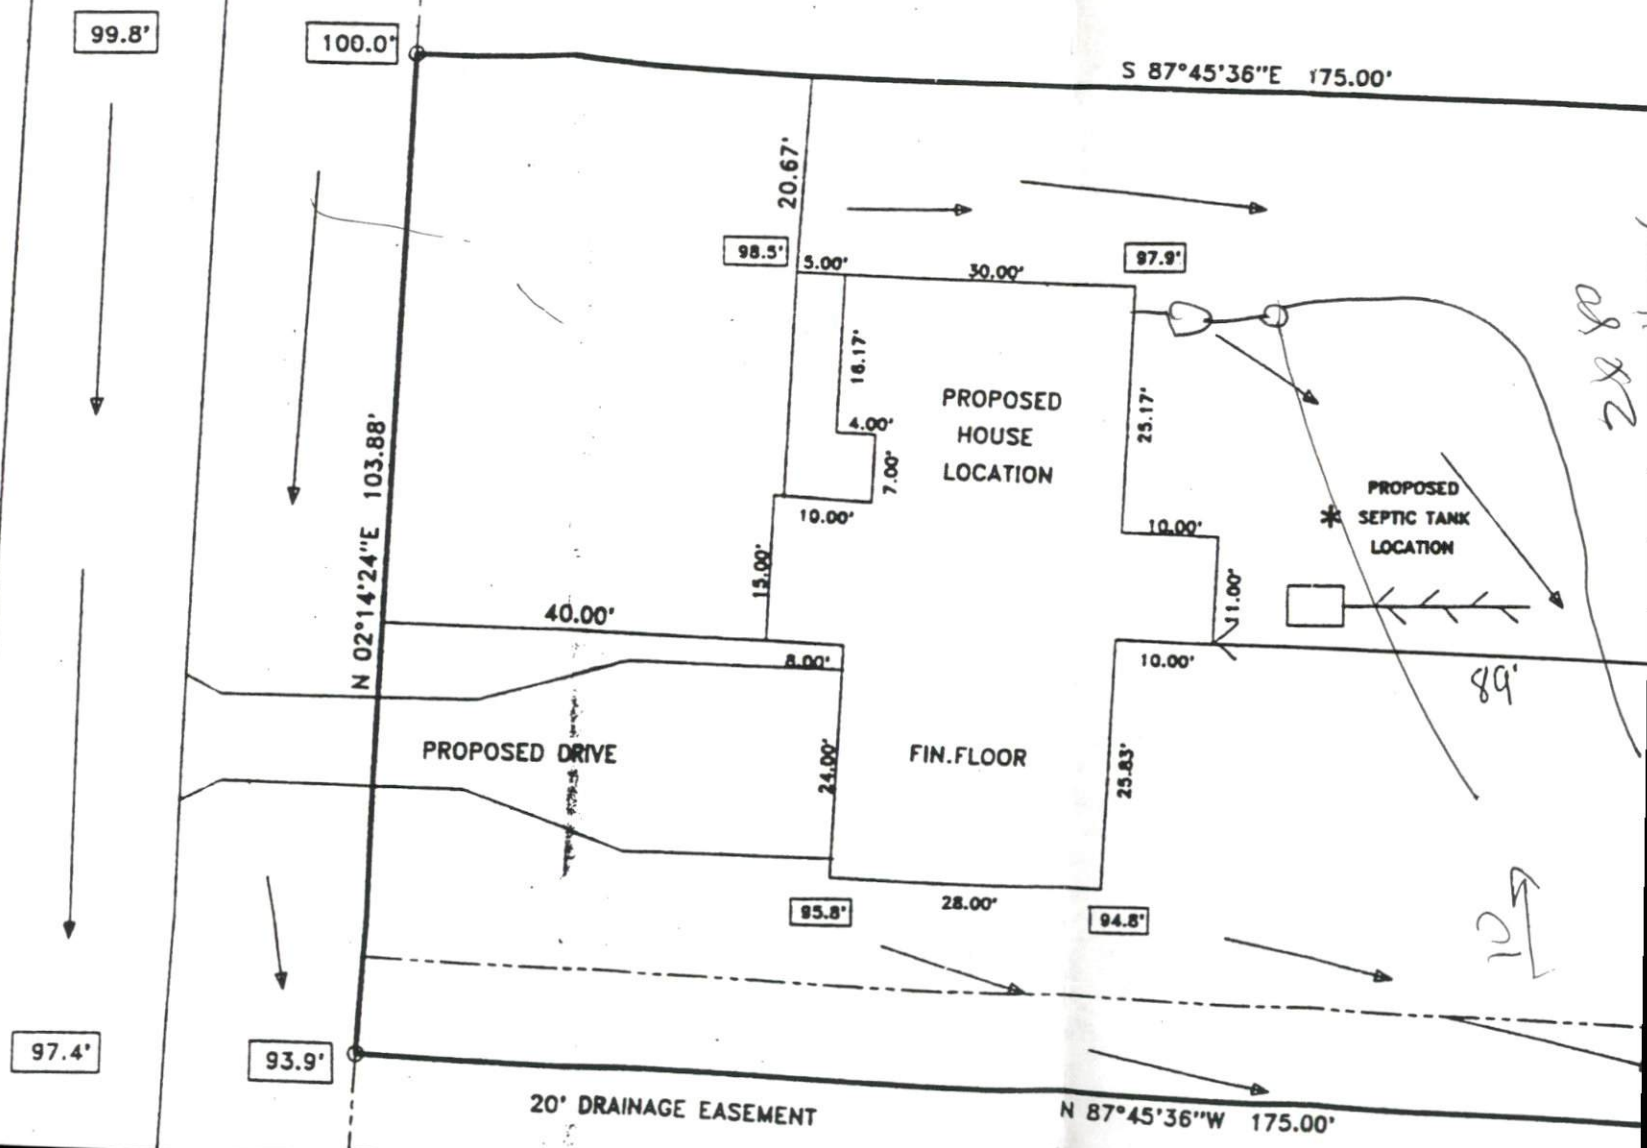 99.8'
100.0'
S 87°45'36"E 175.00'
20.67'
98.5'
5.00'
30.00'
97.9'
16.17'
4.00'
7.00'
10.00'
PROPOSED
HOUSE
LOCATION
25.17'
10.00'
11.00'
PROPOSED
* SEPTIC TANK
LOCATION
N 02°14'24"E 103.88'
15.00'
40.00'
8.00'
10.00'
89'
PROPOSED DRIVE
24.00'
FIN.FLOOR
25.83'
95.8'
28.00'
94.8'
97.4'
93.9'
20' DRAINAGE EASEMENT
N 87°45'36"W 175.00'